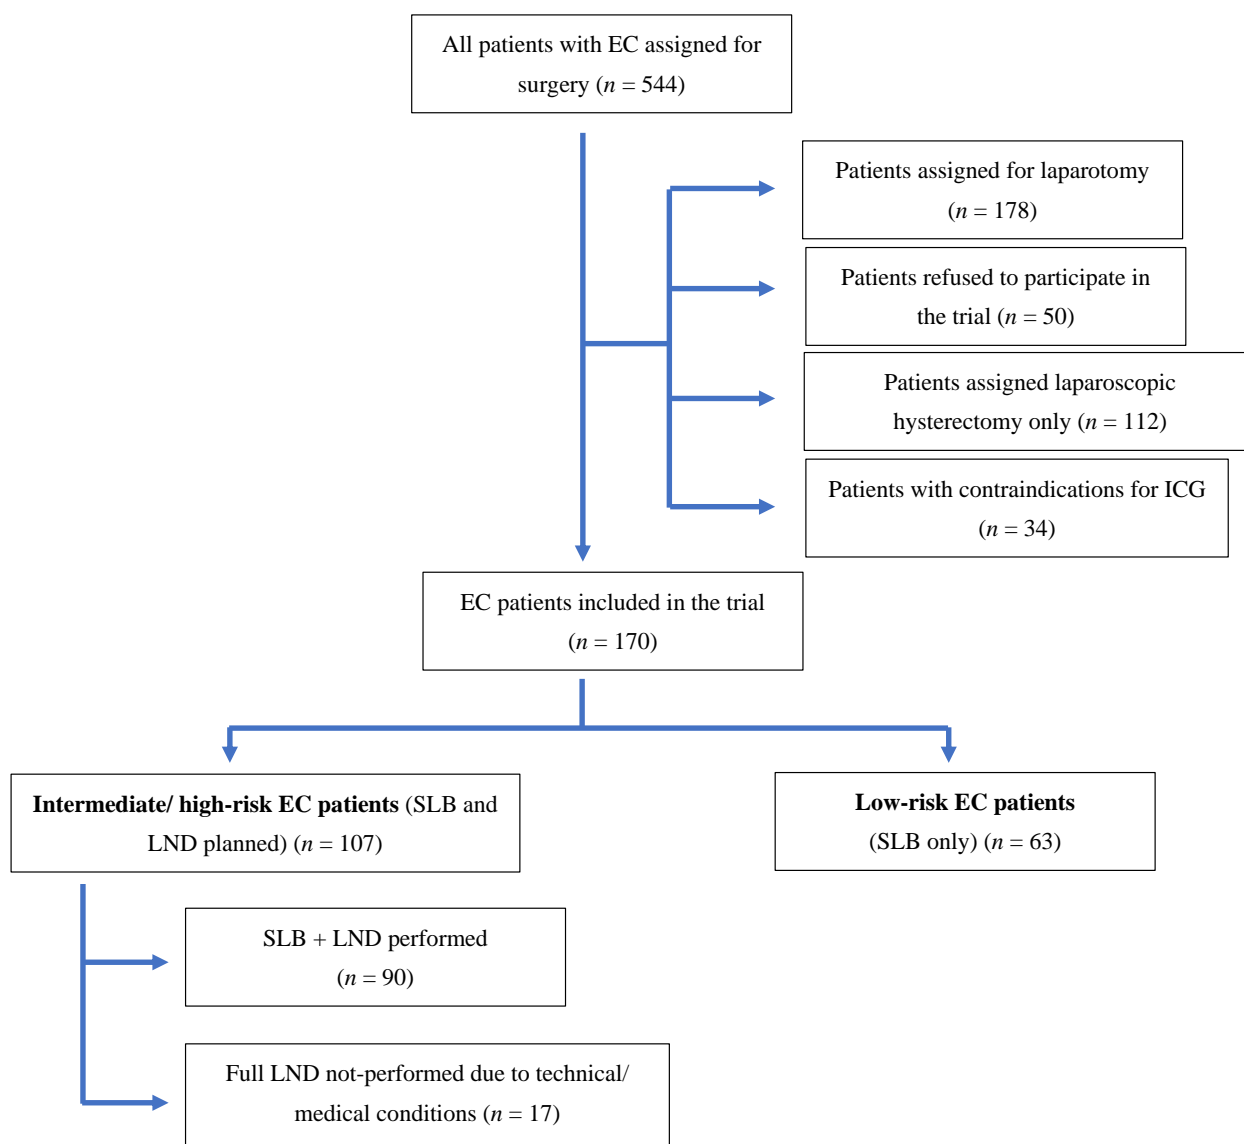 All patients with EC assigned for
surgery (n = 544)
Patients assigned for laparotomy
(n = 178)
Patients refused to participate in
the trial (n = 50)
Patients assigned laparoscopic
hysterectomy only (n = 112)
Patients with contraindications for ICG
(n = 34)
EC patients included in the trial
(n = 170)
Intermediate/ high-risk EC patients (SLB and
LND planned) (n = 107)
Low-risk EC patients
(SLB only) (n = 63)
SLB + LND performed
(n = 90)
Full LND not-performed due to technical/
medical conditions (n = 17)